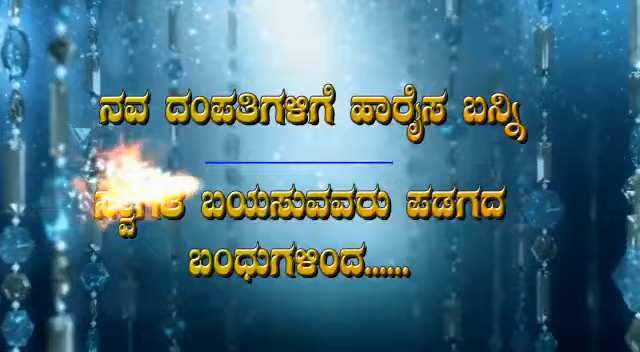 ನವ ದಂಪತಿಗಳಿಗೆ ಹಾರೈಸ ಬನ್ನಿ
ಸ್ವಾಗತ ಬಯಸುವವರು ಪಡಗದ
ಬಂಧುಗಳಿಂದ......